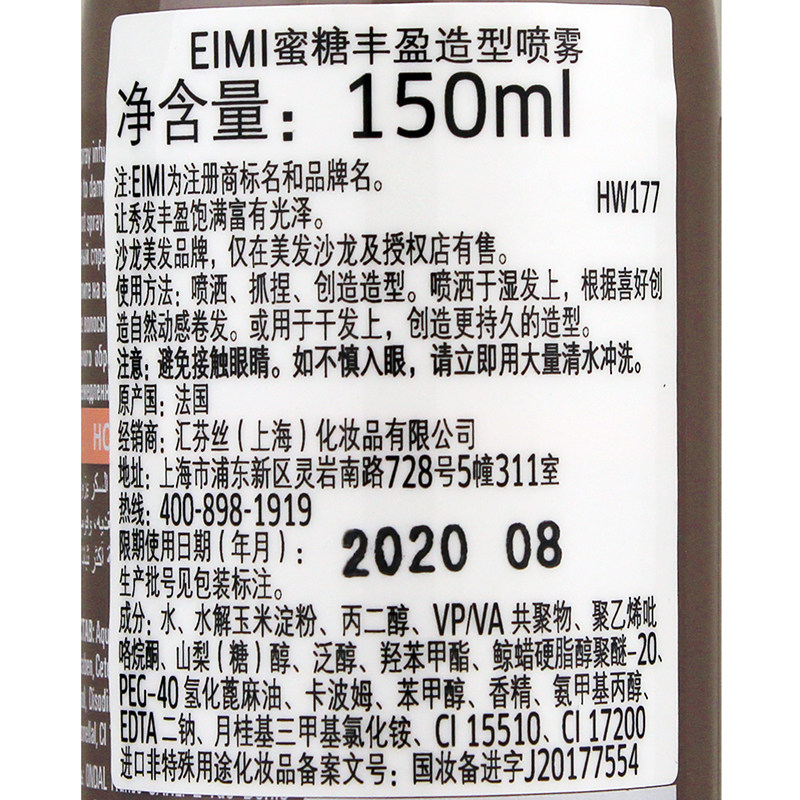 EIMI蜜糖丰盈造型喷雾
净含量：150ml
注:EIMI为注册商标名和品牌名。
HW177
让秀发丰盈饱满富有光泽。
沙龙美发品牌，仅在美发沙龙及授权店有售。
使用方法：喷洒、抓捏、创造造型。喷洒于湿发上，根据喜好创
造自然动感卷发。或用于干发上，创造更持久的造型。
注意：避免接触眼睛。如不慎入眼，请立即用大量清水冲洗。
原产国：法国
经销商：汇芬丝（上海）化妆品有限公司
地址：上海市浦东新区灵岩南路728号5幢311室
热线：400-898-1919
限期使用日期（年月）：2020 08
生产批号见包装标注。
成分：水、水解玉米淀粉、丙二醇、VP/VA 共聚物、聚乙烯吡
咯烷酮、山梨（糖）醇、泛醇、羟苯甲酯、鲸蜡硬脂醇聚醚-20、
PEG-40 氢化蓖麻油、卡波姆、苯甲醇、香精、氨甲基丙醇、
EDTA 二钠、月桂基三甲基氯化铵、CI 15510、CI 17200
进口非特殊用途化妆品备案文号：国妆备进字J20177554